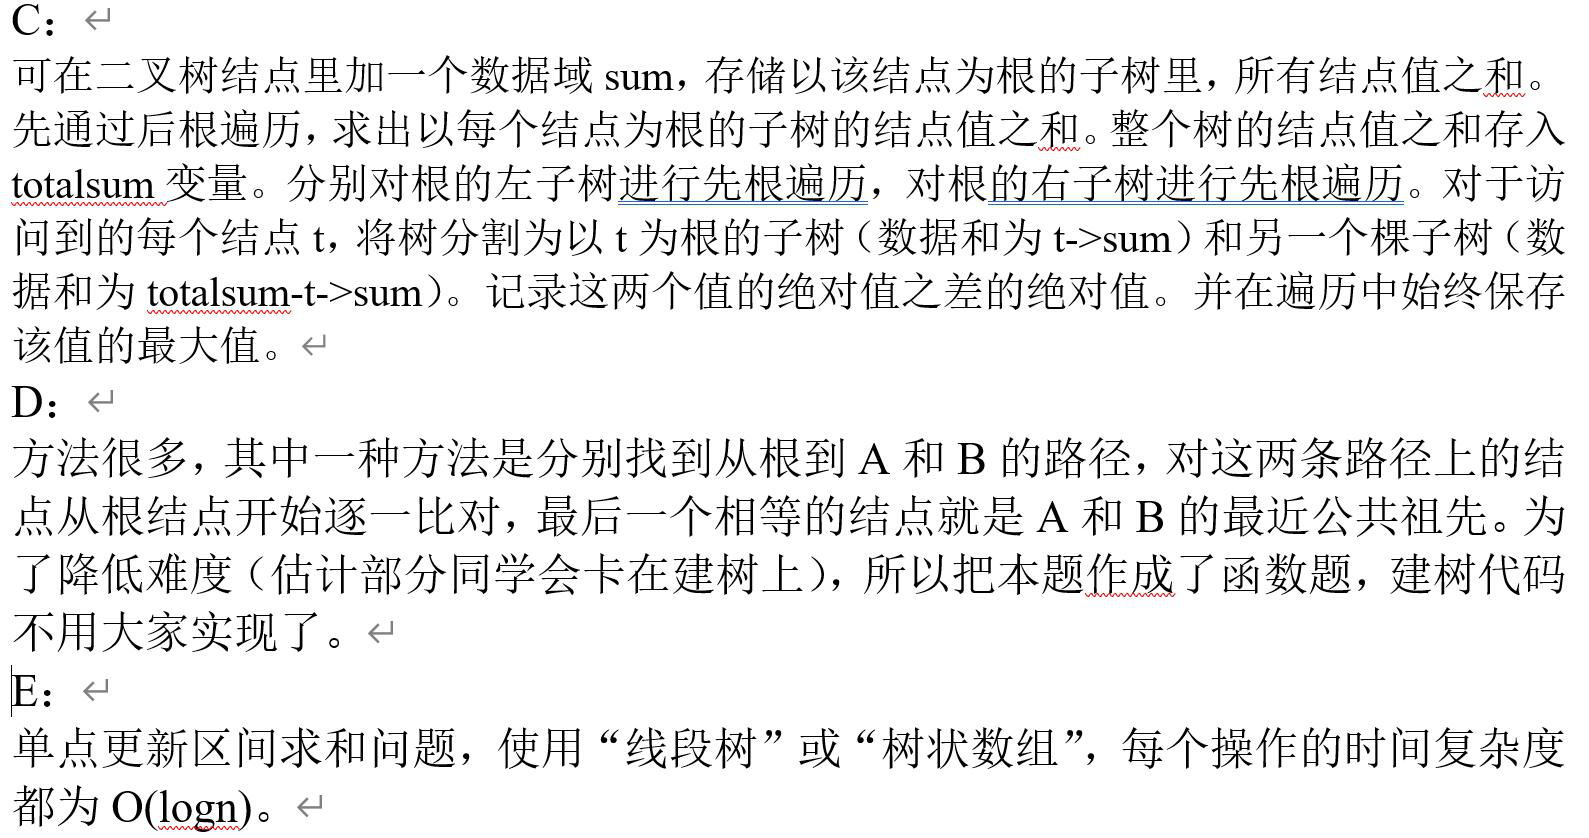 C：
可在二叉树结点里加一个数据域 sum，存储以该结点为根的子树里，所有结点值之和。
先通过后根遍历，求出以每个结点为根的子树的结点值之和。整个树的结点值之和存入
totalsum 变量。分别对根的左子树进行先根遍历，对根的右子树进行先根遍历。对于访
问到的每个结点 t，将树分割为以 t 为根的子树（数据和为 t->sum）和另一个棵子树（数
据和为 totalsum-t->sum）。记录这两个值的绝对值之差的绝对值。并在遍历中始终保存
该值的最大值。
D：
方法很多，其中一种方法是分别找到从根到 A 和 B 的路径，对这两条路径上的结
点从根结点开始逐一比对，最后一个相等的结点就是 A 和 B 的最近公共祖先。为
了降低难度（估计部分同学会卡在建树上），所以把本题作成了函数题，建树代码
不用大家实现了。
E：
单点更新区间求和问题，使用“线段树”或“树状数组”，每个操作的时间复杂度
都为 O(logn)。